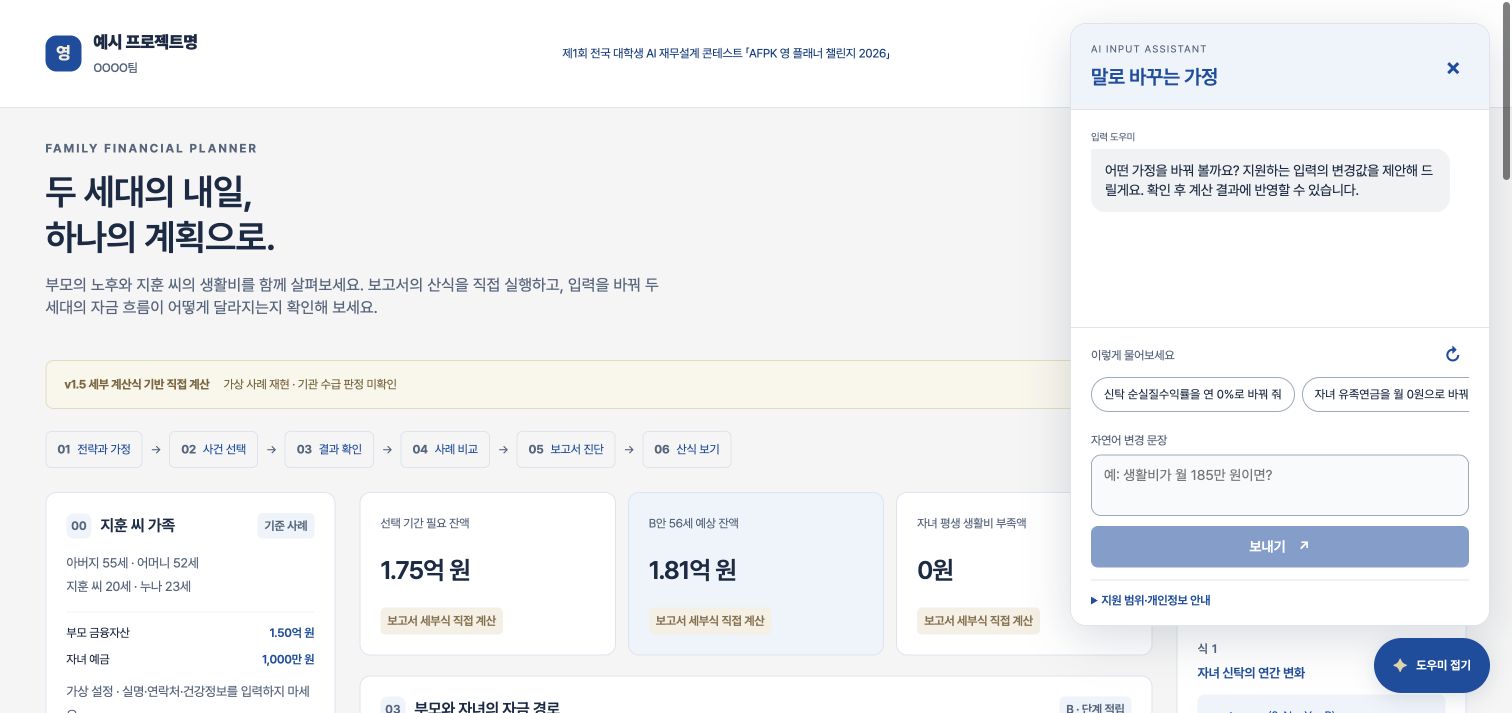 영
예시 프로젝트명
OOOO팀
제1회 전국 대학생 AI 재무설계 콘테스트 「AFPK 영 플래너 챌린지 2026」
FAMILY FINANCIAL PLANNER
두 세대의 내일,
하나의 계획으로.
부모의 노후와 지훈 씨의 생활비를 함께 살펴보세요. 보고서의 산식을 직접 실행하고, 입력을 바꿔 두
세대의 자금 흐름이 어떻게 달라지는지 확인해 보세요.
v1.5 세부 계산식 기반 직접 계산 가상 사례 재현 · 기관 수급 판정 미확인
01 전략과 가정 → 02 사건 선택 → 03 결과 확인 → 04 사례 비교 → 05 보고서 진단 → 06 산식 보기
00 지훈 씨 가족 기준 사례
아버지 55세 · 어머니 52세
지훈 씨 20세 · 누나 23세
부모 금융자산 1.50억 원
자녀 예금 1,000만 원
가상 설정 · 실명·연락처·건강정보를 입력하지 마세
선택 기간 필요 잔액
1.75억 원
보고서 세부식 직접 계산
B안 56세 예상 잔액
1.81억 원
보고서 세부식 직접 계산
자녀 평생 생활비 부족액
0원
보고서 세부식 직접 계산
03 부모와 자녀의 자금 경로 B · 단계 적립
식 1
자녀 신탁의 연간 변화
AI INPUT ASSISTANT
말로 바꾸는 가정
×
입력 도우미
어떤 가정을 바꿔 볼까요? 지원하는 입력의 변경값을 제안해 드
릴게요. 확인 후 계산 결과에 반영할 수 있습니다.
이렇게 물어보세요
신탁 순실질수익률을 연 0%로 바꿔 줘
자녀 유족연금을 월 0원으로 바꿔
자연어 변경 문장
예: 생활비가 월 185만 원이면?
보내기 ↗
▶ 지원 범위·개인정보 안내
도우미 접기